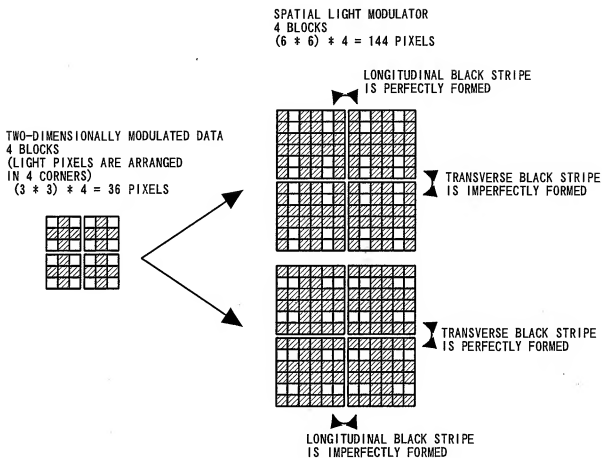 SPATIAL LIGHT MODULATOR
4 BLOCKS
(6 * 6) * 4 = 144 PIXELS
LONGITUDINAL BLACK STRIPE
IS PERFECTLY FORMED
TWO-DIMENSIONALLY MODULATED DATA
4 BLOCKS
(LIGHT PIXELS ARE ARRANGED
IN 4 CORNERS)
(3 * 3) * 4 = 36 PIXELS
TRANSVERSE BLACK STRIPE
IS IMPERFECTLY FORMED
TRANSVERSE BLACK STRIPE
IS PERFECTLY FORMED
LONGITUDINAL BLACK STRIPE
IS IMPERFECTLY FORMED